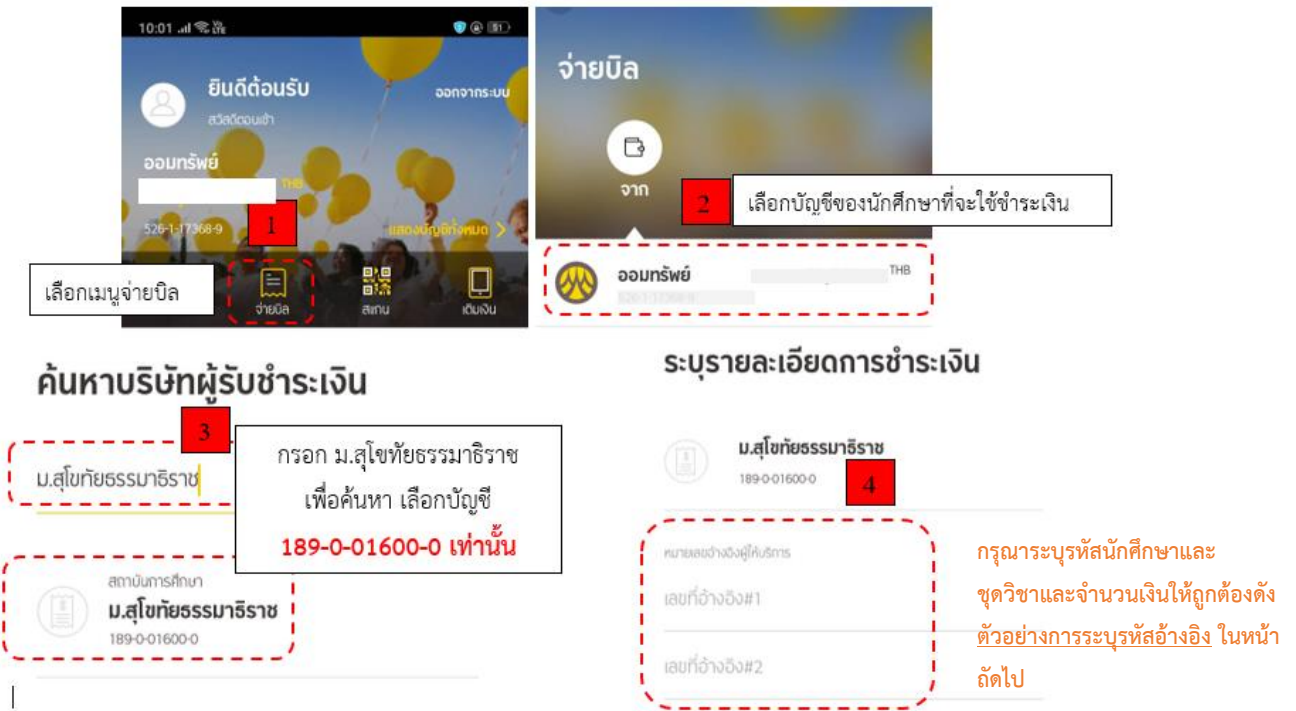 10:01
51
ยินดีต้อนรับ
ออกจากระบบ
สวัสดีตอนเช้า
ออมทรัพย์
THB
1
526-1-17368-9
แสดงบัญชีทั้งหมด >
เลือกเมนูจ่ายบิล
จ่ายบิล
สแกน
เติมเงิน
จ่ายบิล
จาก
2
เลือกบัญชีของนักศึกษาที่จะใช้ชำระเงิน
ออมทรัพย์
THB
526-1-17368-9
ค้นหาบริษัทผู้รับชำระเงิน
3
ม.สุโขทัยธรรมาธิราช
กรอก ม.สุโขทัยธรรมาธิราช
เพื่อค้นหา เลือกบัญชี
189-0-01600-0 เท่านั้น
สถาบันการศึกษา
ม.สุโขทัยธรรมาธิราช
189-0-01600-0
ระบุรายละเอียดการชำระเงิน
ม.สุโขทัยธรรมาธิราช
189-0-01600-0
4
หมายเลขอ้างอิงผู้ให้บริการ
เลขที่อ้างอิง#1
เลขที่อ้างอิง#2
กรุณาระบุรหัสนักศึกษาและ
ชุดวิชาและจำนวนเงินให้ถูกต้องดัง
ตัวอย่างการระบุรหัสอ้างอิง ในหน้า
ถัดไป